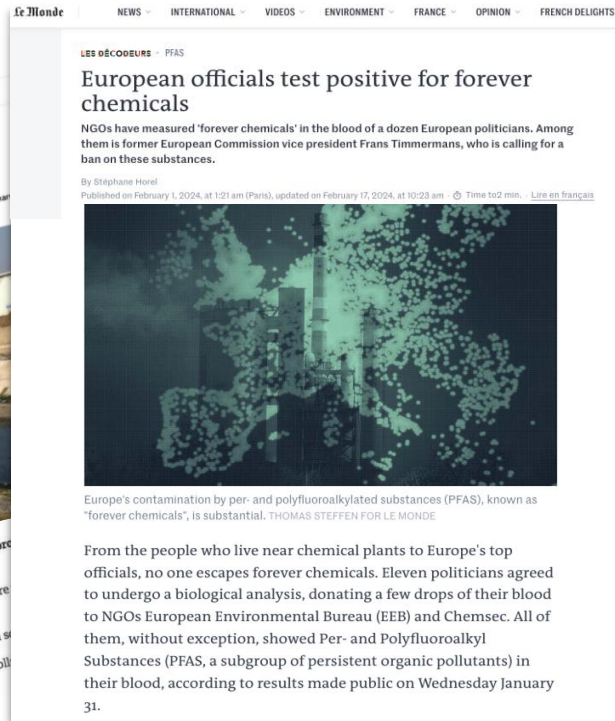 Le Monde
NEWS INTERNATIONAL VIDEOS ENVIRONMENT FRANCE OPINION FRENCH DELIGHTS
LES DÉCODEURS • PFAS
European officials test positive for forever
chemicals
NGOs have measured 'forever chemicals' in the blood of a dozen European politicians. Among
them is former European Commission vice president Frans Timmermans, who is calling for a
ban on these substances.
By Stéphane Horel
Published on February 1, 2024, at 1:21 am (Paris), updated on February 17, 2024, at 10:23 am • Time to2 min. • Lire en français
Europe's contamination by per- and polyfluoroalkylated substances (PFAS), known as
"forever chemicals", is substantial. THOMAS STEFFEN FOR LE MONDE
From the people who live near chemical plants to Europe's top
officials, no one escapes forever chemicals. Eleven politicians agreed
to undergo a biological analysis, donating a few drops of their blood
to NGOs European Environmental Bureau (EEB) and Chemsec. All of
them, without exception, showed Per- and Polyfluoroalkyl
Substances (PFAS, a subgroup of persistent organic pollutants) in
their blood, according to results made public on Wednesday January
31.